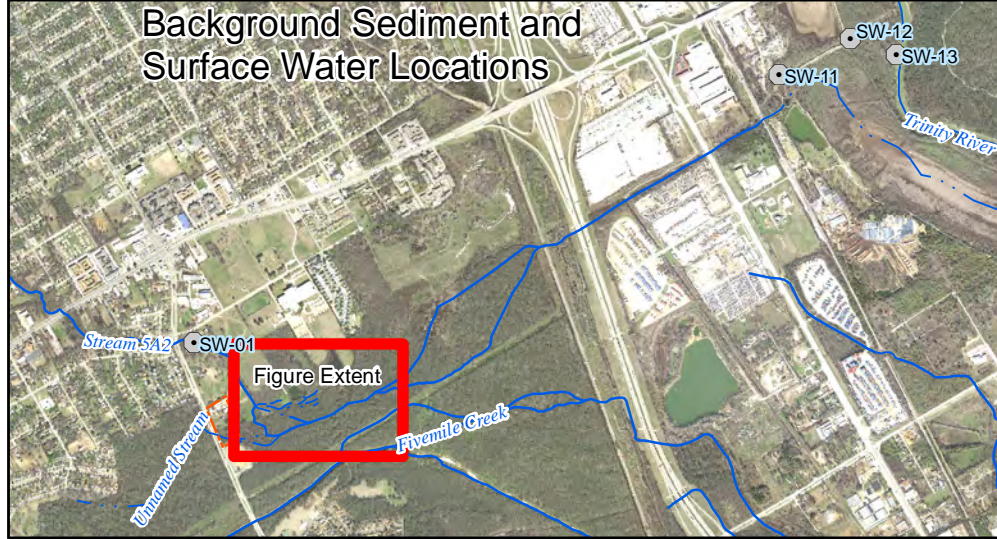 Background Sediment and
Surface Water Locations
SW-12
SW-13
SW-11
Trinity River
Stream 5A2
SW-01
Figure Extent
Fivemile Creek
Unnamed Stream